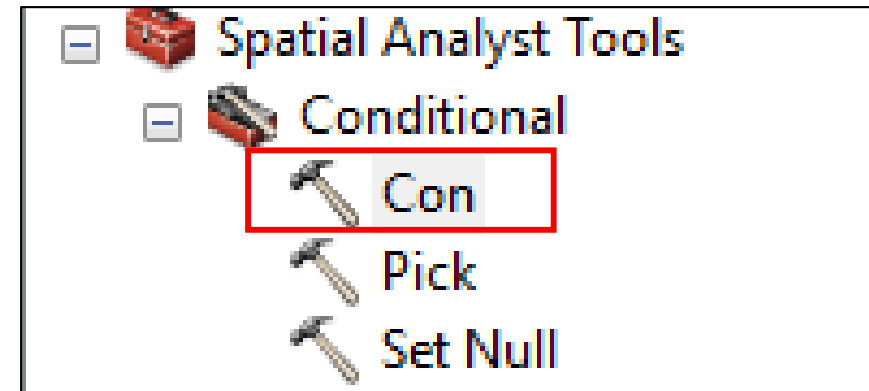 Spatial Analyst Tools
Conditional
Con
Pick
Set Null